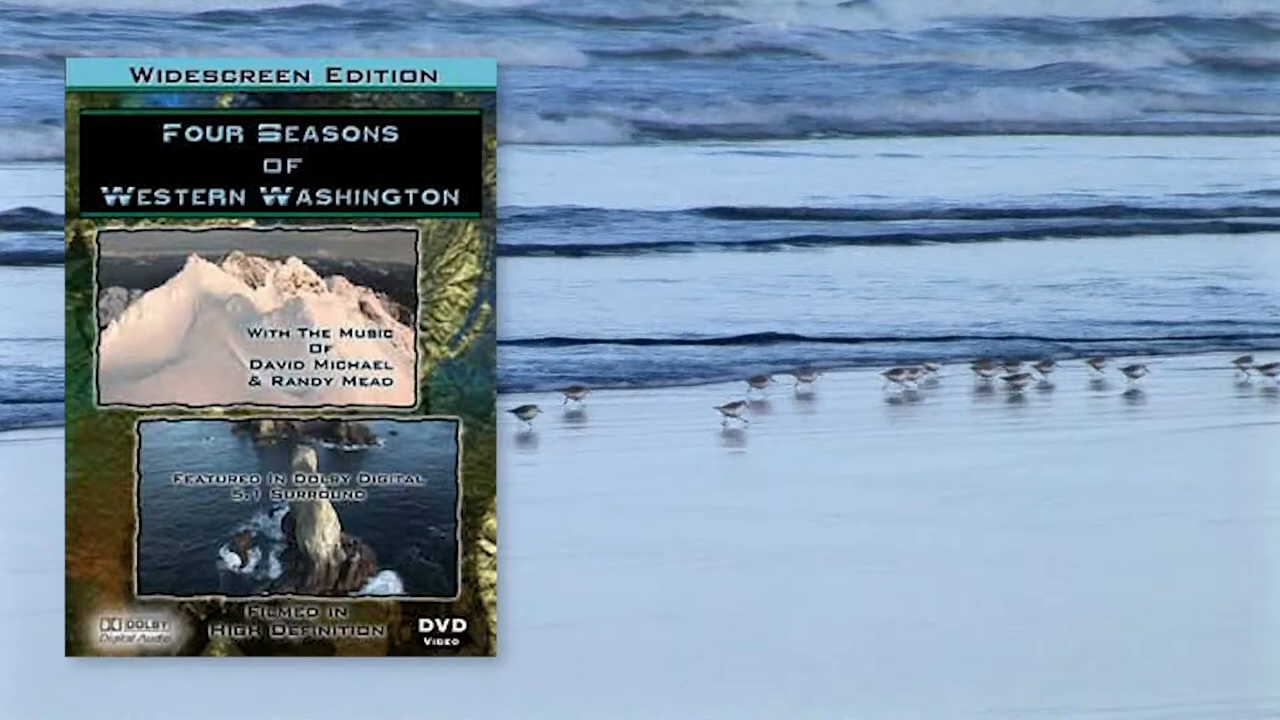 WIDESCREEN EDITION
FOUR SEASONS
OF
WESTERN WASHINGTON
WITH THE MUSIC
OF
DAVID MICHAEL
& RANDY MEAD
FEATURED IN DOLBY DIGITAL
5.1 SURROUND
FILMED IN
HIGH DEFINITION
DOLBY
Digital Audio
DVD
VIDEO